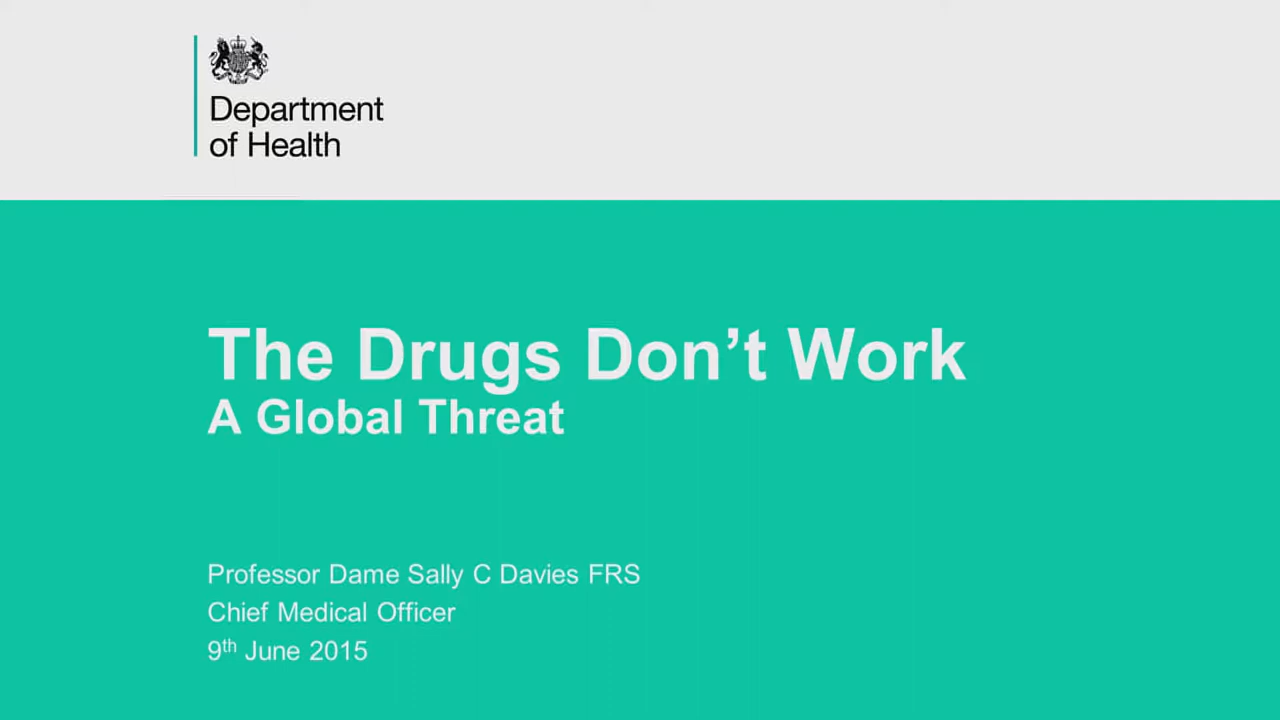 Department
of Health
The Drugs Don't Work
A Global Threat
Professor Dame Sally C Davies FRS
Chief Medical Officer
9th June 2015